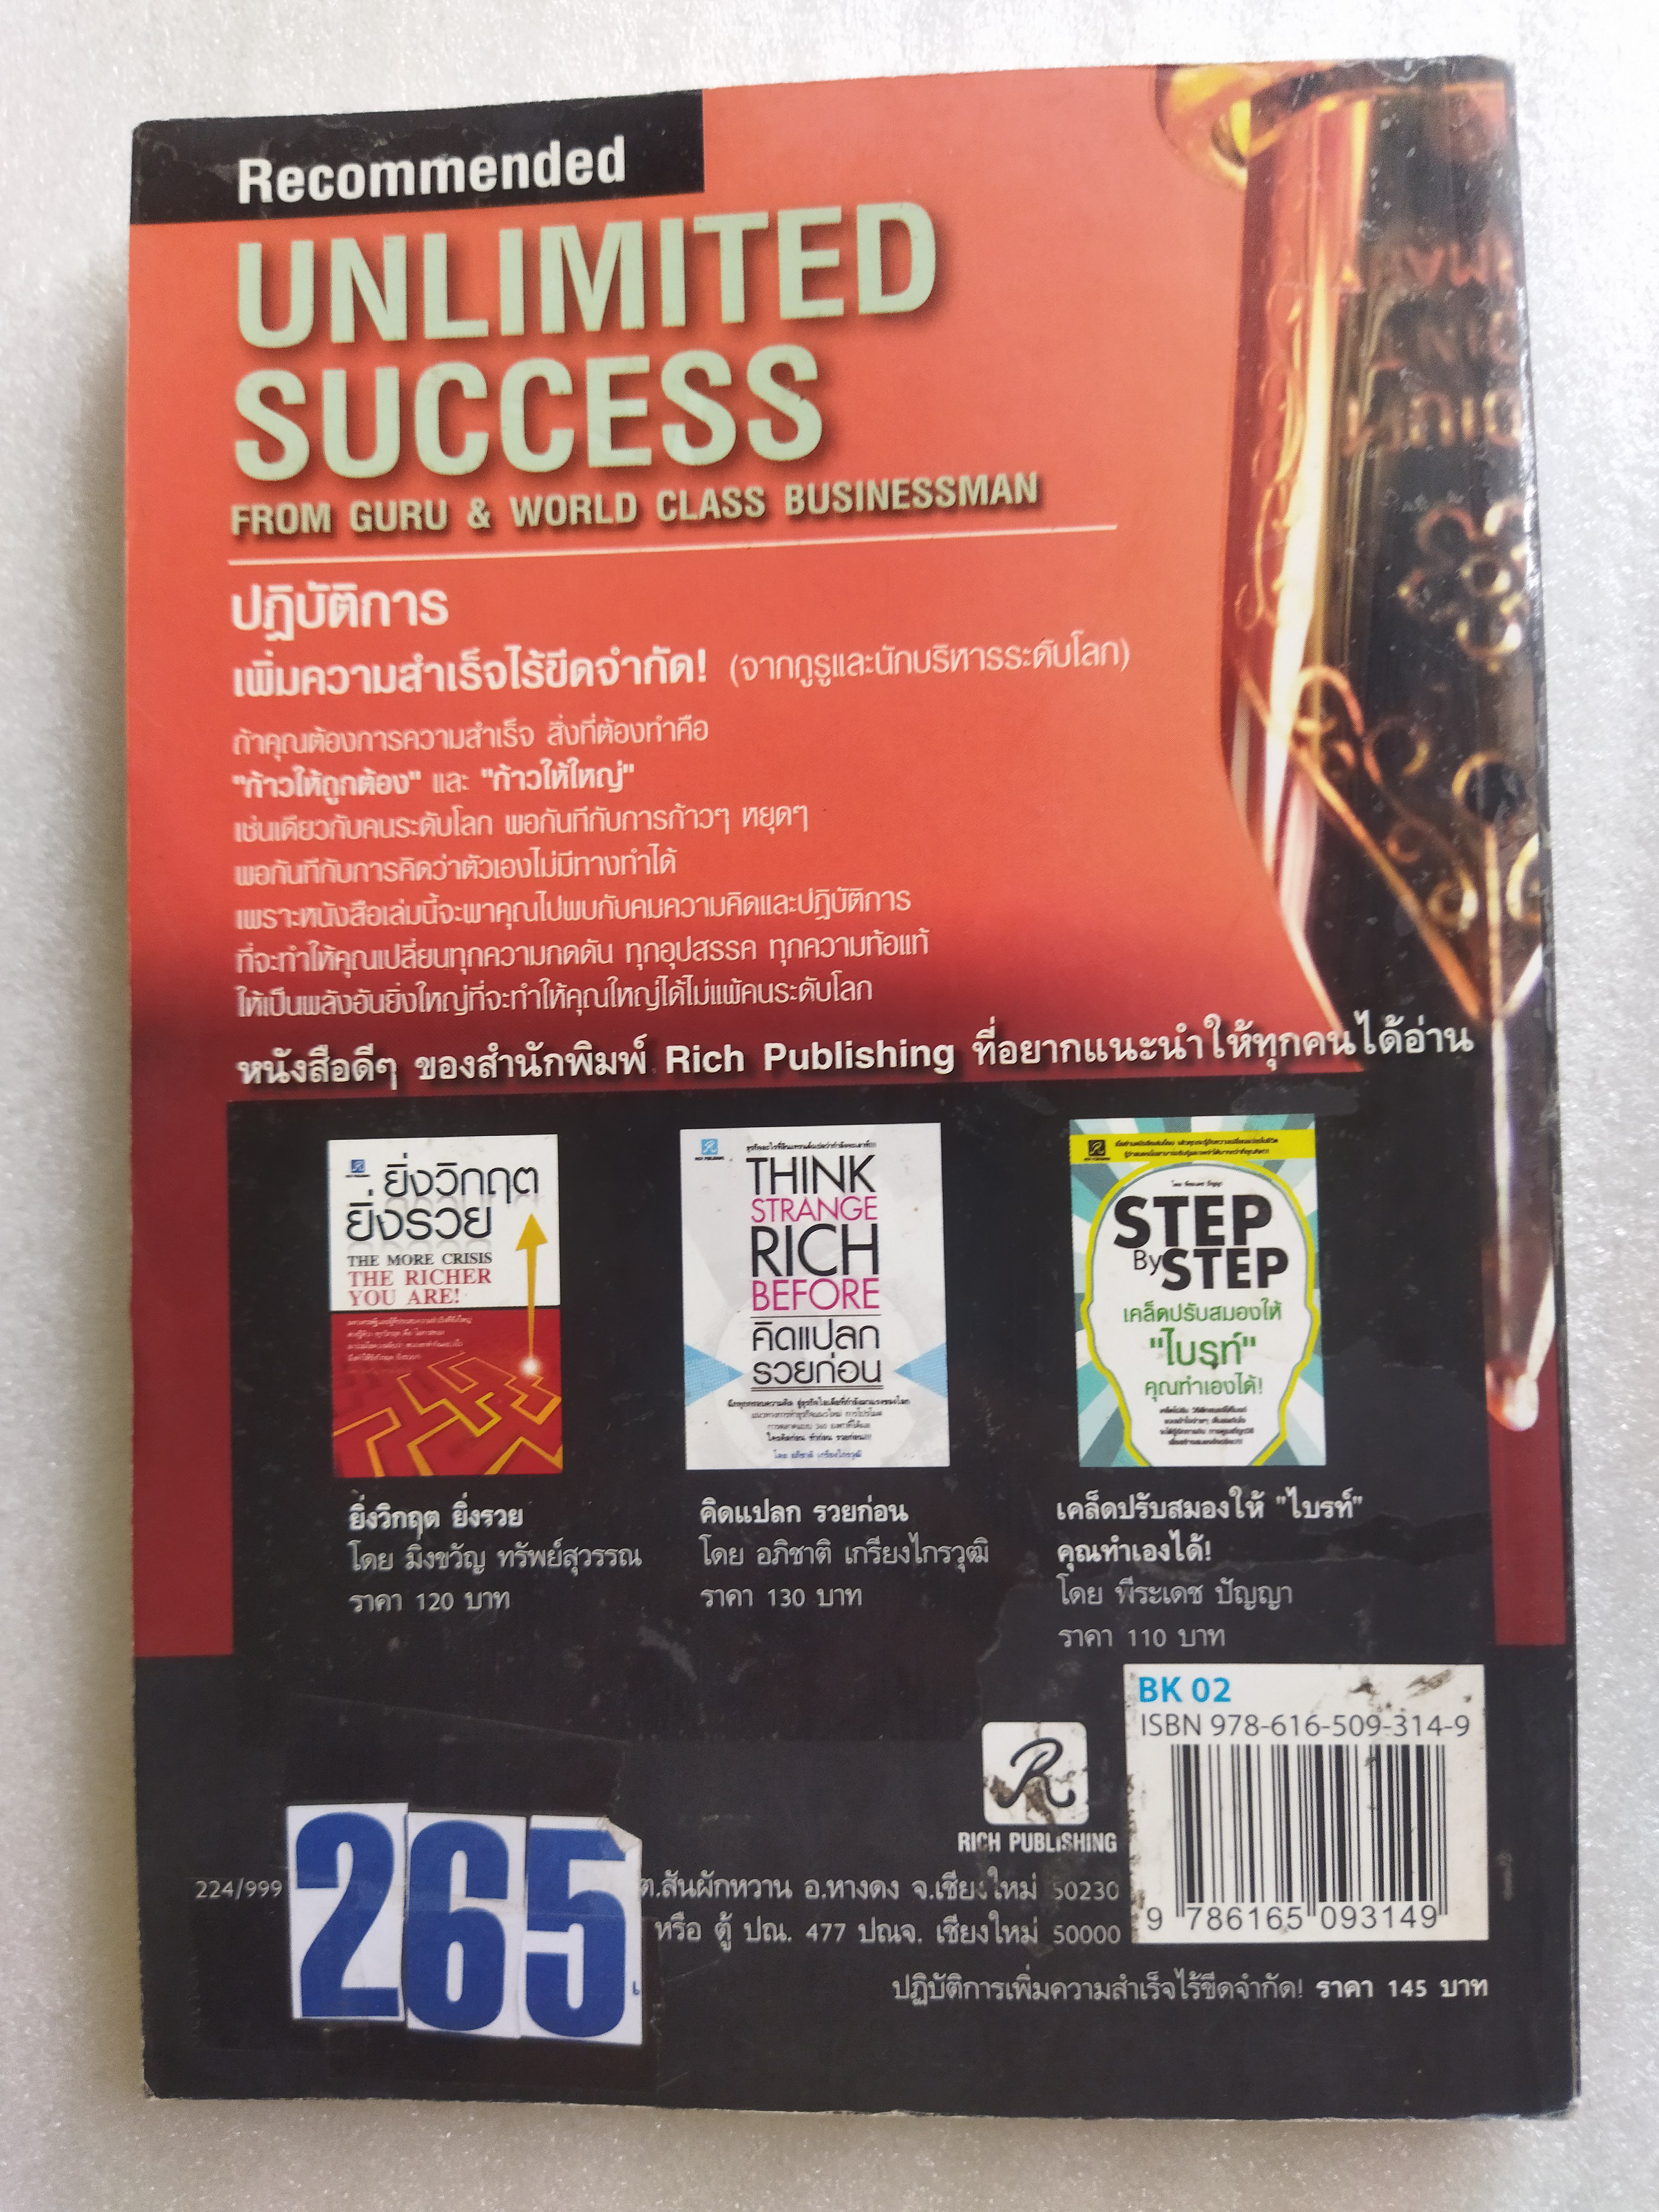 Recommended
UNLIMITED
SUCCESS
FROM GURU & WORLD CLASS BUSINESSMAN
ปฏิบัติการ
เพิ่มความสำเร็จไร้ขีดจำกัด! (จากกูรูและนักบริหารระดับโลก)
ถ้าคุณต้องการความสำเร็จ สิ่งที่ต้องทำคือ
"ก้าวให้ถูกต้อง" และ "ก้าวให้ใหญ่"
เช่นเดียวกับคนระดับโลก พอกันทีกับการก้าวๆ หยุดๆ
พอกันทีกับการคิดว่าตัวเองไม่มีทางทำได้
เพราะหนังสือเล่มนี้จะพาคุณไปพบกับคมความคิดและปฏิบัติการ
ที่จะทำให้คุณเปลี่ยนทุกความกดดัน ทุกอุปสรรค ทุกความท้อแท้
ให้เป็นพลังอันยิ่งใหญ่ที่จะทำให้คุณใหญ่ได้ไม่แพ้คนระดับโลก
หนังสือดีๆ ของสำนักพิมพ์ Rich Publishing ที่อยากแนะนำให้ทุกคนได้อ่าน
ยิ่งวิกฤต
ยิ่งรวย
THE MORE CRISIS
THE RICHER
YOU ARE!
THINK
STRANGE
RICH
BEFORE
คิดแปลก
รวยก่อน
โดย อภิชาติ เกรียงไกรวุฒิ
STEP
By STEP
เคล็ดปรับสมองให้
"ไบรท์"
คุณทำเองได้!
ยิ่งวิกฤต ยิ่งรวย
โดย มิ่งขวัญ ทรัพย์สุวรรณ
ราคา 120 บาท
คิดแปลก รวยก่อน
โดย อภิชาติ เกรียงไกรวุฒิ
ราคา 130 บาท
เคล็ดปรับสมองให้ "ไบรท์"
คุณทำเองได้!
โดย พีระเดช ปัญญา
ราคา 110 บาท
BK 02
ISBN 978-616-509-314-9
9 786165 093149
RICH PUBLISHING
265
224/999 ต.สันผักหวาน อ.หางดง จ.เชียงใหม่ 50230
หรือ ตู้ ปณ. 477 ปณจ. เชียงใหม่ 50000
ปฏิบัติการเพิ่มความสำเร็จไร้ขีดจำกัด! ราคา 145 บาท